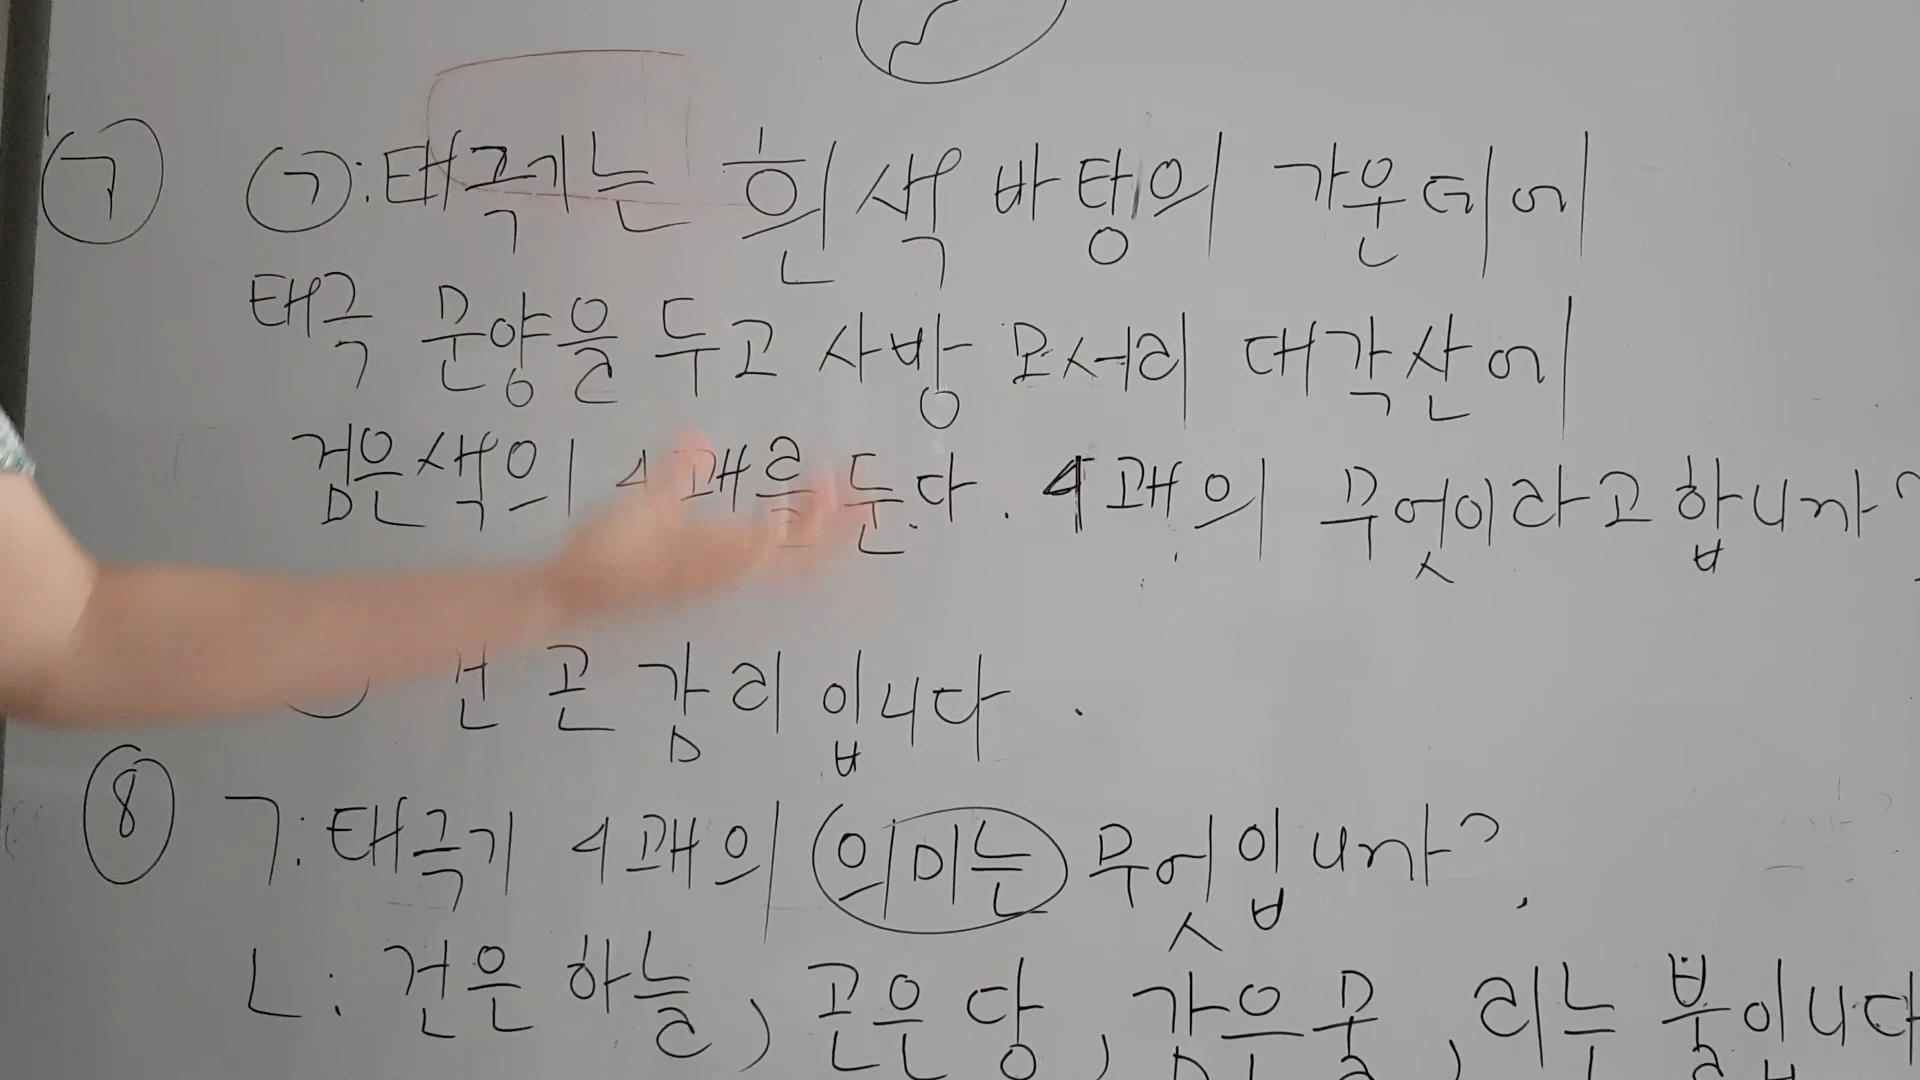 ⑦ ㉠: 태극기는 흰색 바탕의 가운데에
태극 문양을 두고 사방 모서리 대각산에
검은색의 4괘를 둔다. 4괘의 무엇이라고 합니까?
건 곤 감 리 입니다.
⑧ ㄱ: 태극기 4괘의 의미는 무엇입니까?
ㄴ: 건은 하늘, 곤은 당, 감은 물, 리는 불입니다